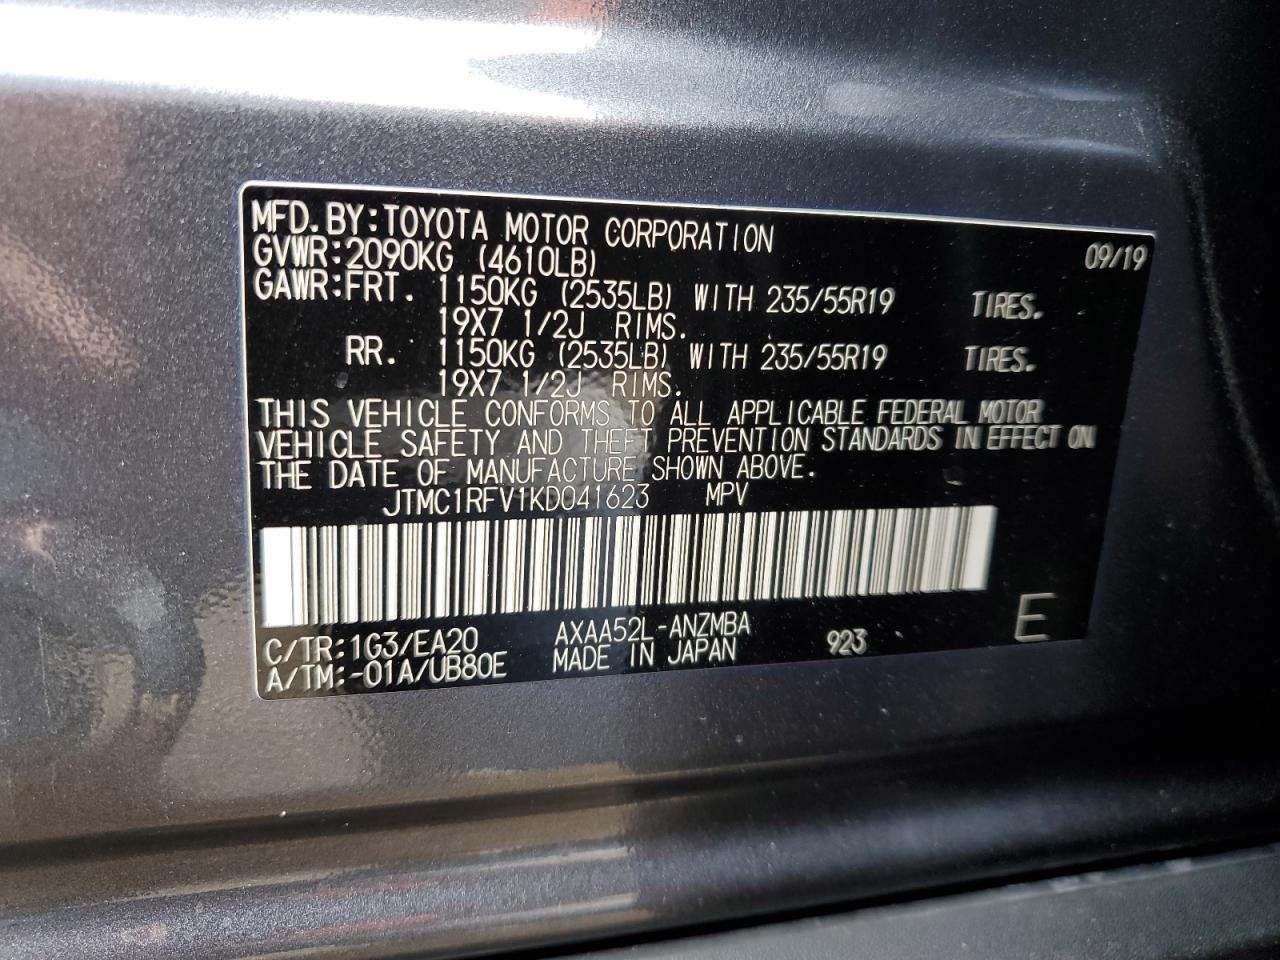 MFD. BY: TOYOTA MOTOR CORPORATION 09/19
GVWR: 2090KG (4610LB)
GAWR: FRT. 1150KG (2535LB) WITH 235/55R19 TIRES.
19X7 1/2J RIMS.
RR. 1150KG (2535LB) WITH 235/55R19 TIRES.
19X7 1/2J RIMS.
THIS VEHICLE CONFORMS TO ALL APPLICABLE FEDERAL MOTOR
VEHICLE SAFETY AND THEFT PREVENTION STANDARDS IN EFFECT ON
THE DATE OF MANUFACTURE SHOWN ABOVE.
JTMC1RFV1KD041623 MPV
E
C/TR: 1G3/EA20 AXAA52L-ANZMBA 923
A/TM: -01A/UB80E MADE IN JAPAN